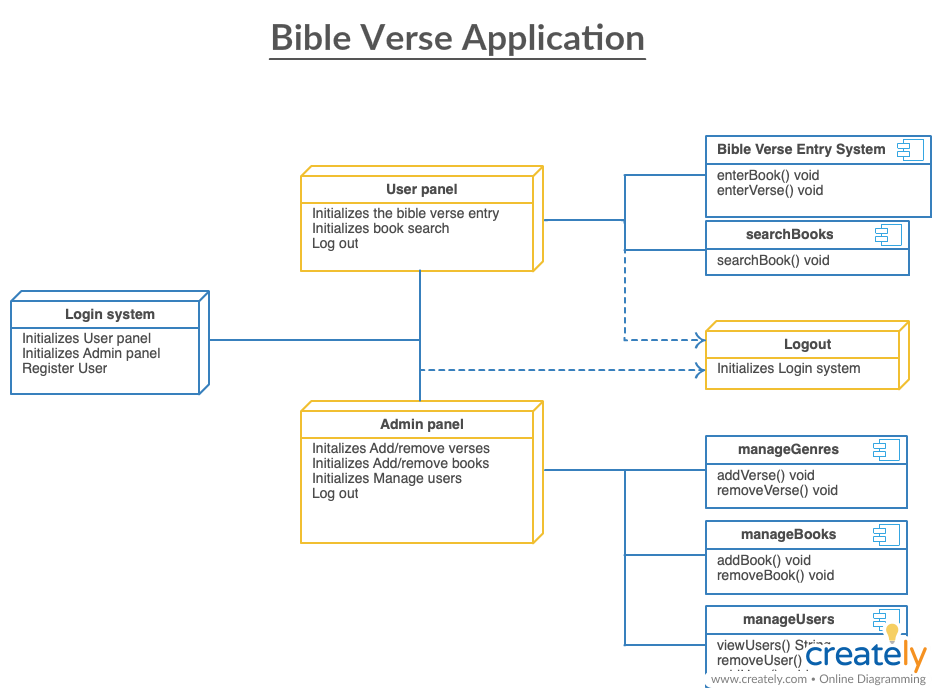 Bible Verse Application
Bible Verse Entry System
enterBook() void
enterVerse() void
User panel
Initializes the bible verse entry
Initializes book search
Log out
searchBooks
searchBook() void
Login system
Initializes User panel
Initializes Admin panel
Register User
Logout
Initializes Login system
Admin panel
Initalizes Add/remove verses
Initializes Add/remove books
Initializes Manage users
Log out
manageGenres
addVerse() void
removeVerse() void
manageBooks
addBook() void
removeBook() void
manageUsers
viewUsers()
removeUser()
creately
www.creately.com • Online Diagramming